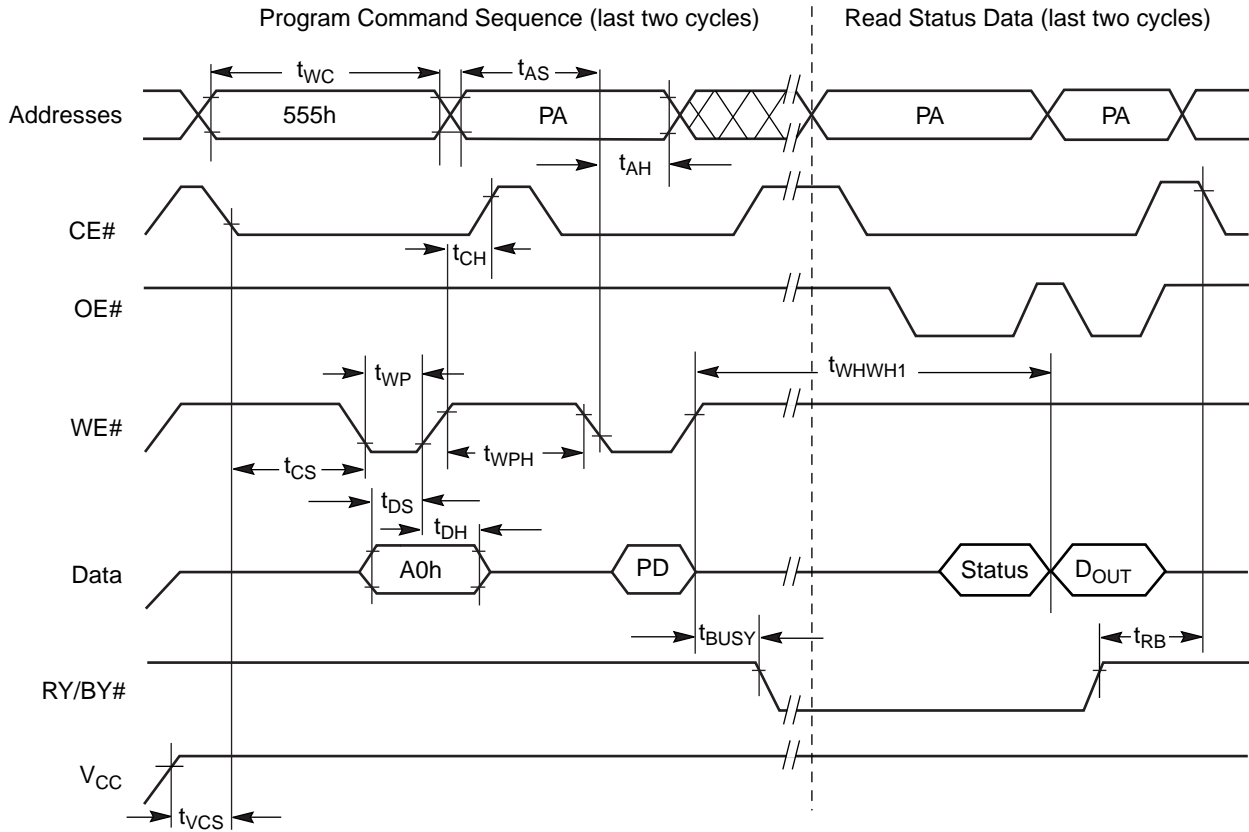 Program Command Sequence (last two cycles)
Read Status Data (last two cycles)
tWC
tAS
Addresses
555h
PA
PA
PA
tAH
CE#
tCH
OE#
tWP
tWHWH1
WE#
tCS
tWPH
tDS
tDH
Data
A0h
PD
Status
DOUT
tBUSY
tRB
RY/BY#
VCC
tVCS